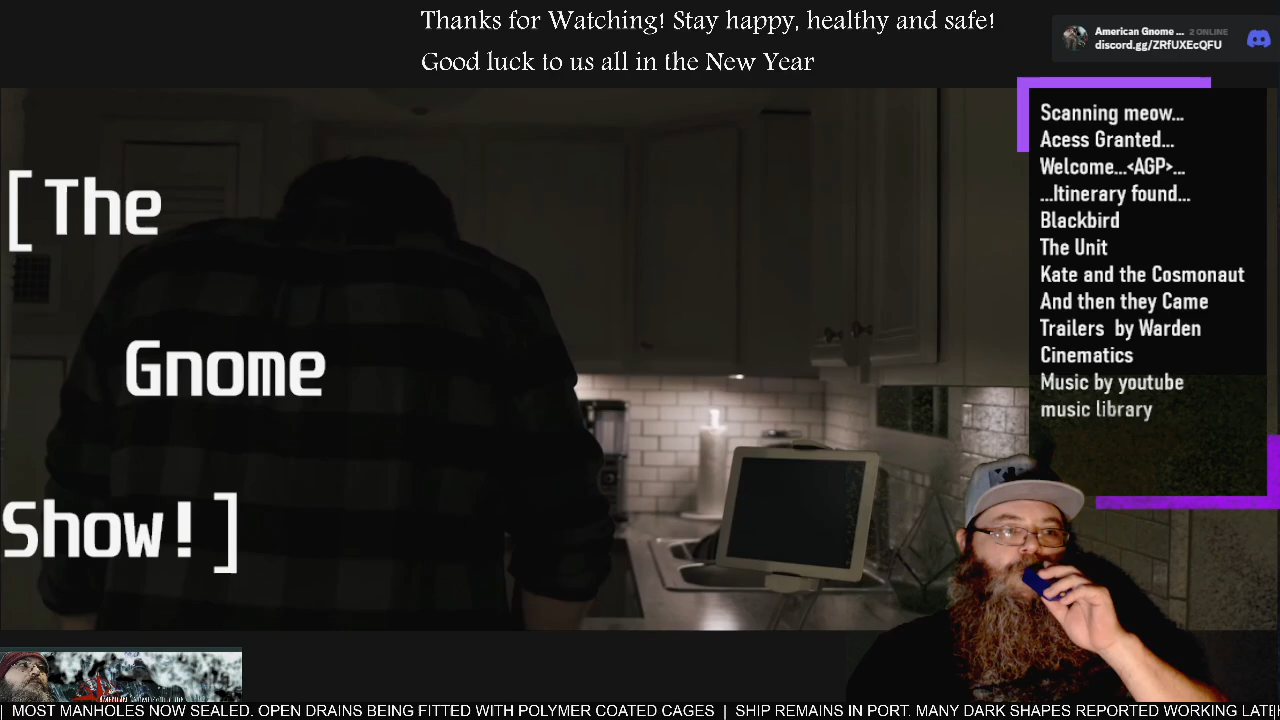 Thanks for Watching! Stay happy, healthy and safe!
Good luck to us all in the New Year
American Gnome ... 2 ONLINE
discord.gg/ZRfUXEcQFU
[The
Gnome
Show!]
Scanning meow...
Acess Granted...
Welcome...<AGP>...
...Itinerary found...
Blackbird
The Unit
Kate and the Cosmonaut
And then they Came
Trailers by Warden
Cinematics
Music by youtube
music library
| MOST MANHOLES NOW SEALED. OPEN DRAINS BEING FITTED WITH POLYMER COATED CAGES | SHIP REMAINS IN PORT. MANY DARK SHAPES REPORTED WORKING LATE